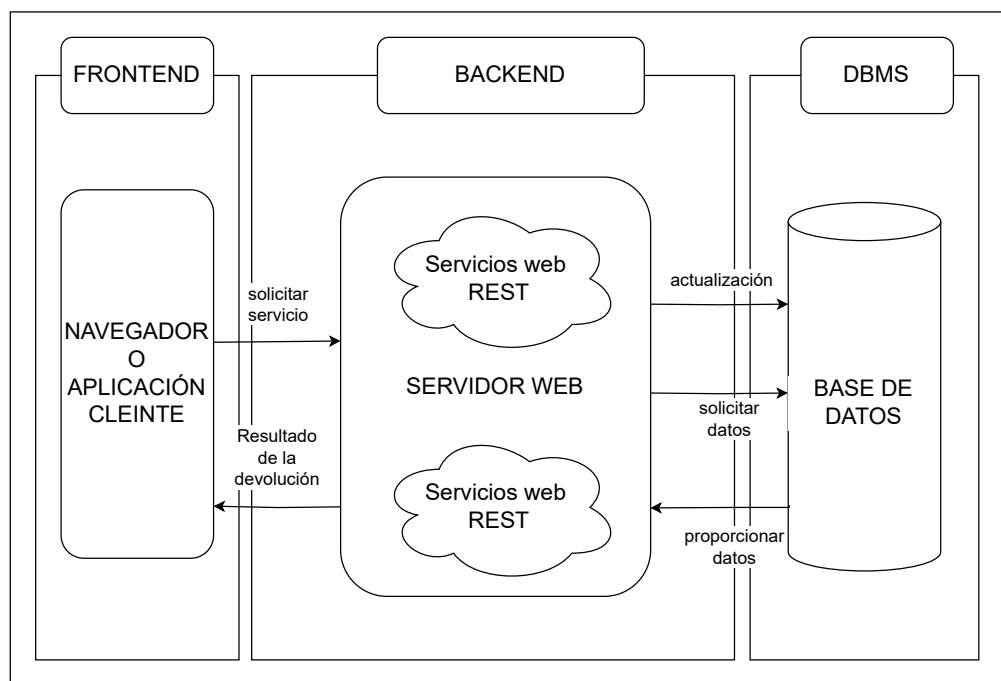 FRONTEND
BACKEND
DBMS
NAVEGADOR
O
APLICACIÓN
CLEINTE
solicitar
servicio
Resultado
de la
devolución
Servicios web
REST
SERVIDOR WEB
Servicios web
REST
actualización
solicitar
datos
proporcionar
datos
BASE DE
DATOS